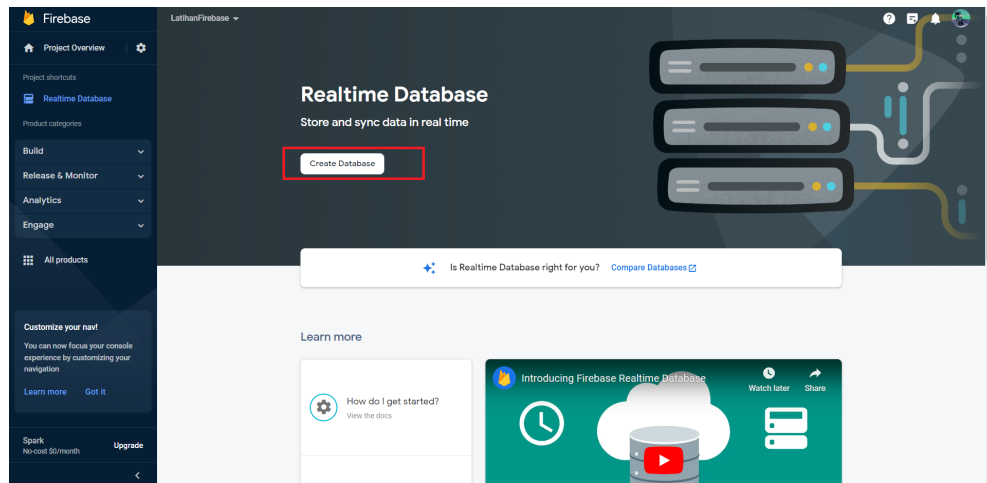 Firebase
LatihanFirebase
Project Overview
Project shortcuts
Realtime Database
Product categories
Build
Release & Monitor
Analytics
Engage
All products
Customize your nav!
You can now focus your console
experience by customizing your
navigation
Learn more Got it
Spark
No-cost $0/month
Upgrade
Realtime Database
Store and sync data in real time
Create Database
Is Realtime Database right for you? Compare Databases
Learn more
How do I get started?
View the docs
Introducing Firebase Realtime Database
Watch later Share